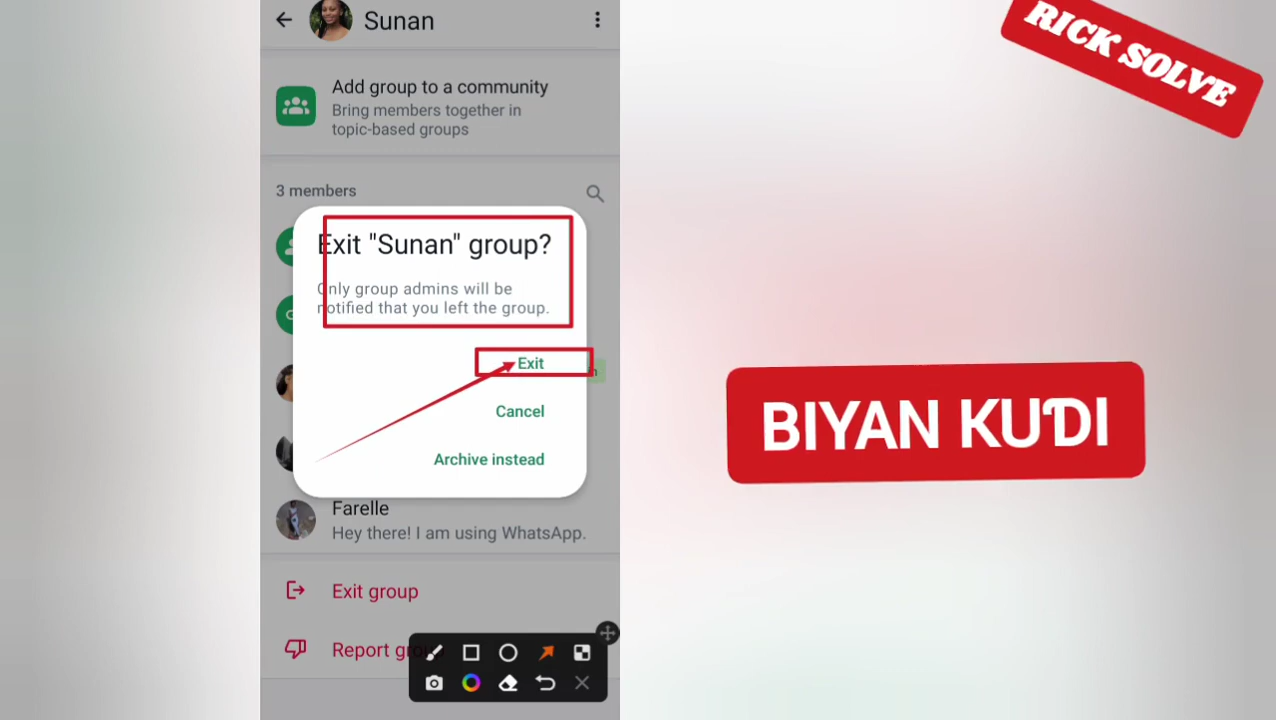 Sunan
Add group to a community
Bring members together in
topic-based groups
3 members
Exit "Sunan" group?
Only group admins will be
notified that you left the group.
Exit
Cancel
Archive instead
Farelle
Hey there! I am using WhatsApp.
Exit group
Report
RICK SOLVE
BIYAN KUƊI